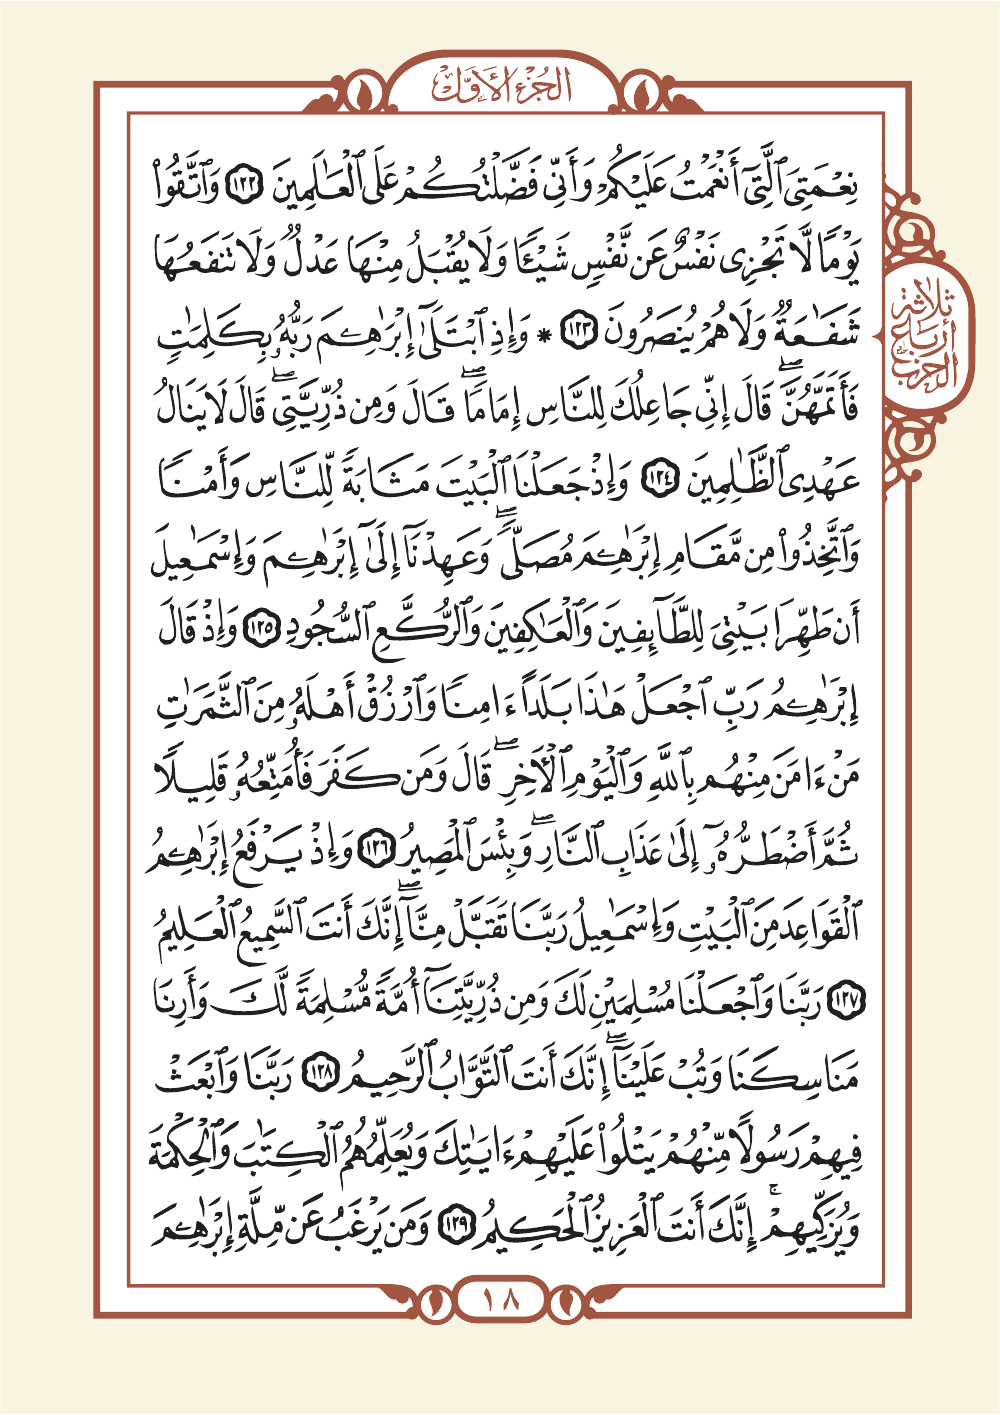 الجُزْءُ الأَوَّلُ
نِعْمَتِىَ ٱلَّتِىٓ أَنْعَمْتُ عَلَيْكُمْ وَأَنِّى فَضَّلْتُكُمْ عَلَى ٱلْعَـٰلَمِينَ ١٢٢ وَٱتَّقُوا۟
يَوْمًا لَّا تَجْزِى نَفْسٌ عَن نَّفْسٍ شَيْـًٔا وَلَا يُقْبَلُ مِنْهَا عَدْلٌ وَلَا تَنفَعُهَا
شَفَـٰعَةٌ وَلَا هُمْ يُنصَرُونَ ١٢٣ * وَإِذِ ٱبْتَلَىٰٓ إِبْرَٰهِـۧمَ رَبُّهُۥ بِكَلِمَـٰتٍ
فَأَتَمَّهُنَّ ۖ قَالَ إِنِّى جَاعِلُكَ لِلنَّاسِ إِمَامًا ۖ قَالَ وَمِن ذُرِّيَّتِى ۖ قَالَ لَا يَنَالُ
عَهْدِى ٱلظَّـٰلِمِينَ ١٢٤ وَإِذْ جَعَلْنَا ٱلْبَيْتَ مَثَابَةً لِّلنَّاسِ وَأَمْنًا
وَٱتَّخِذُوا۟ مِن مَّقَامِ إِبْرَٰهِـۧمَ مُصَلًّى ۖ وَعَهِدْنَآ إِلَىٰٓ إِبْرَٰهِـۧمَ وَإِسْمَـٰعِيلَ
أَن طَهِّرَا بَيْتِىَ لِلطَّآئِفِينَ وَٱلْعَـٰكِفِينَ وَٱلرُّكَّعِ ٱلسُّجُودِ ١٢٥ وَإِذْ قَالَ
إِبْرَٰهِـۧمُ رَبِّ ٱجْعَلْ هَـٰذَا بَلَدًا ءَامِنًا وَٱرْزُقْ أَهْلَهُۥ مِنَ ٱلثَّمَرَٰتِ
مَنْ ءَامَنَ مِنْهُم بِٱللَّهِ وَٱلْيَوْمِ ٱلْـَٔاخِرِ ۖ قَالَ وَمَن كَفَرَ فَأُمَتِّعُهُۥ قَلِيلًا
ثُمَّ أَضْطَرُّهُۥٓ إِلَىٰ عَذَابِ ٱلنَّارِ ۖ وَبِئْسَ ٱلْمَصِيرُ ١٢٦ وَإِذْ يَرْفَعُ إِبْرَٰهِـۧمُ
ٱلْقَوَاعِدَ مِنَ ٱلْبَيْتِ وَإِسْمَـٰعِيلُ رَبَّنَا تَقَبَّلْ مِنَّآ ۖ إِنَّكَ أَنتَ ٱلسَّمِيعُ ٱلْعَلِيمُ
١٢٧ رَبَّنَا وَٱجْعَلْنَا مُسْلِمَيْنِ لَكَ وَمِن ذُرِّيَّتِنَآ أُمَّةً مُّسْلِمَةً لَّكَ وَأَرِنَا
مَنَاسِكَنَا وَتُبْ عَلَيْنَآ ۖ إِنَّكَ أَنتَ ٱلتَّوَّابُ ٱلرَّحِيمُ ١٢٨ رَبَّنَا وَٱبْعَثْ
فِيهِمْ رَسُولًا مِّنْهُمْ يَتْلُوا۟ عَلَيْهِمْ ءَايَـٰتِكَ وَيُعَلِّمُهُمُ ٱلْكِتَـٰبَ وَٱلْحِكْمَةَ
وَيُزَكِّيهِمْ ۚ إِنَّكَ أَنتَ ٱلْعَزِيزُ ٱلْحَكِيمُ ١٢٩ وَمَن يَرْغَبُ عَن مِّلَّةِ إِبْرَٰهِـۧمَ
ثلاثة
أرباع
الحزب
١٨